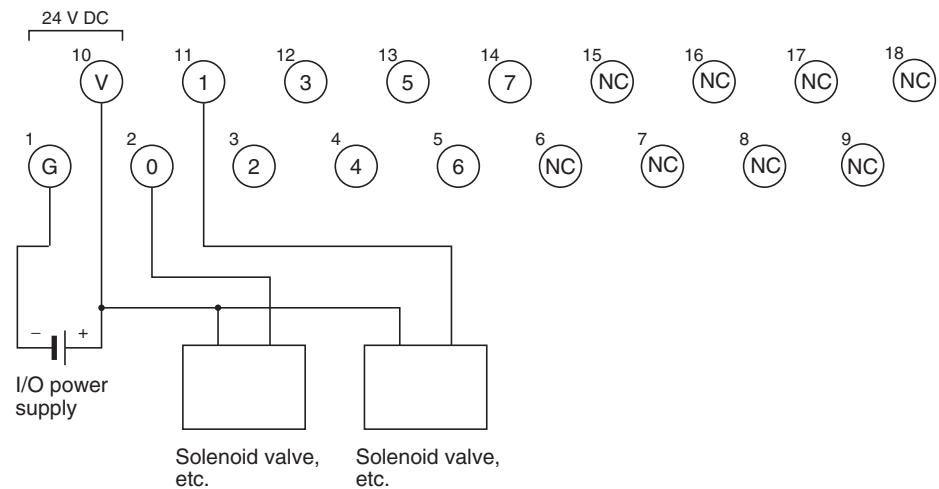 24 V DC
10 11 12 13 14 15 16 17 18
V 1 3 5 7 NC NC NC NC
1 2 3 4 5 6 7 8 9
G 0 2 4 6 NC NC NC NC
– +
I/O power
supply
Solenoid valve,
etc.
Solenoid valve,
etc.